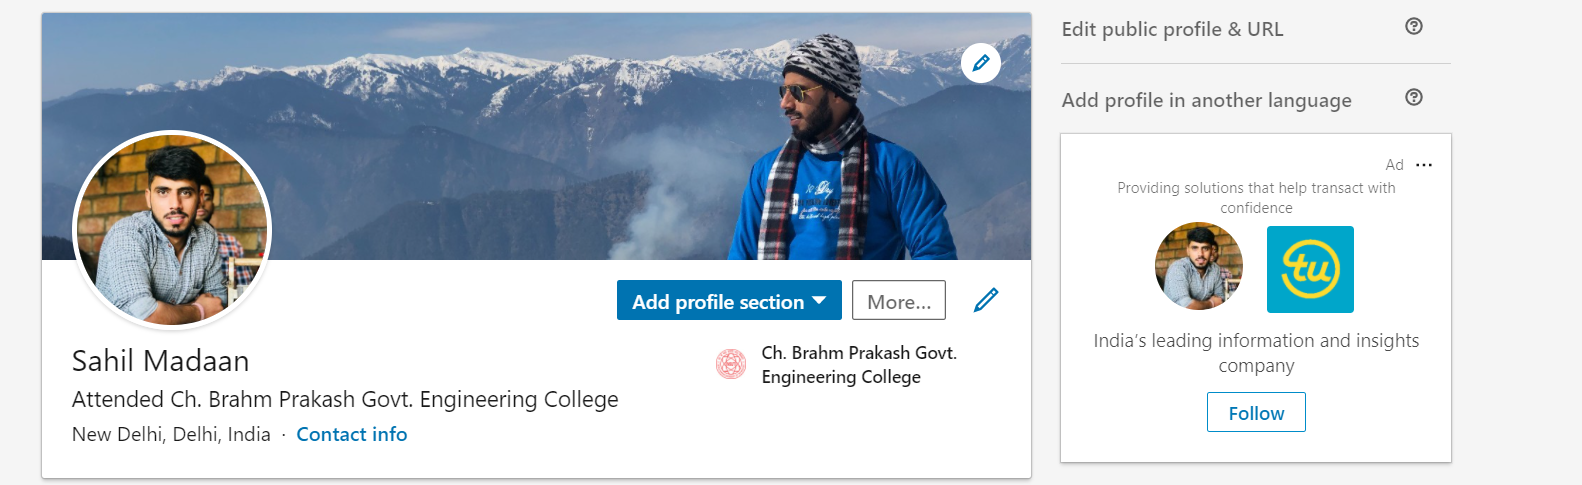 Edit public profile & URL
Add profile in another language
Ad
Providing solutions that help transact with
confidence
tu
India's leading information and insights
company
Follow
Add profile section
More...
Sahil Madaan
Attended Ch. Brahm Prakash Govt. Engineering College
New Delhi, Delhi, India · Contact info
Ch. Brahm Prakash Govt.
Engineering College